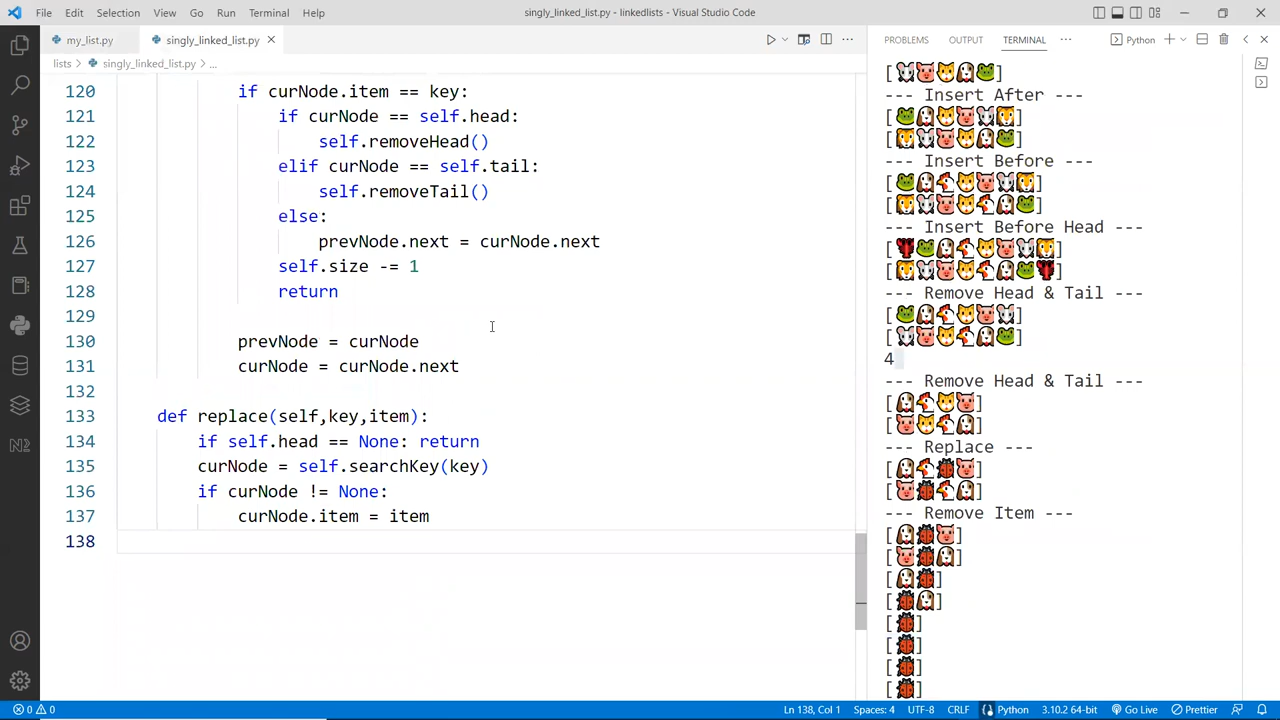 File Edit Selection View Go Run Terminal Help singly_linked_list.py - linkedlists - Visual Studio Code
my_list.py singly_linked_list.py
lists > singly_linked_list.py > ...
120 if curNode.item == key:
121 if curNode == self.head:
122 self.removeHead()
123 elif curNode == self.tail:
124 self.removeTail()
125 else:
126 prevNode.next = curNode.next
127 self.size -= 1
128 return
129
130 prevNode = curNode
131 curNode = curNode.next
132
133 def replace(self,key,item):
134 if self.head == None: return
135 curNode = self.searchKey(key)
136 if curNode != None:
137 curNode.item = item
138
PROBLEMS OUTPUT TERMINAL ... Python
[🐭🐷🐱🐶🐸]
--- Insert After ---
[🐸🐶🐱🐷🐭🐯]
[🐯🐭🐷🐱🐶🐸]
--- Insert Before ---
[🐸🐶🐔🐱🐷🐭🐯]
[🐯🐭🐷🐱🐔🐶🐸]
--- Insert Before Head ---
[🦞🐸🐶🐔🐱🐷🐭🐯]
[🐯🐭🐷🐱🐔🐶🐸🦞]
--- Remove Head & Tail ---
[🐸🐶🐔🐱🐷🐭]
[🐭🐷🐱🐔🐶🐸]
4
--- Remove Head & Tail ---
[🐶🐔🐱🐷]
[🐷🐱🐔🐶]
--- Replace ---
[🐶🐔🐞🐷]
[🐷🐞🐔🐶]
--- Remove Item ---
[🐶🐞🐷]
[🐷🐞🐶]
[🐶🐞]
[🐞🐶]
[🐞]
[🐞]
[🐞]
[🐞]
0 0 Ln 138, Col 1 Spaces: 4 UTF-8 CRLF Python 3.10.2 64-bit Go Live Prettier